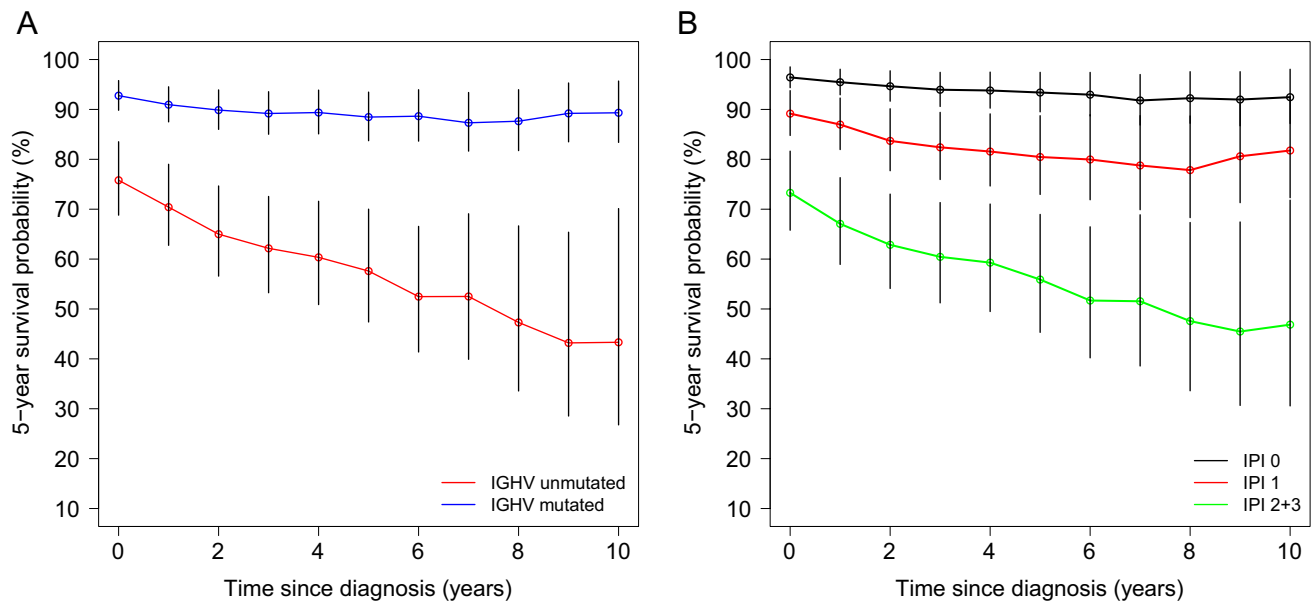 A
5−year survival probability (%)
100
90
80
70
60
50
40
30
20
10
IGHV unmutated
IGHV mutated
0 2 4 6 8 10
Time since diagnosis (years)
B
5−year survival probability (%)
100
90
80
70
60
50
40
30
20
10
IPI 0
IPI 1
IPI 2+3
0 2 4 6 8 10
Time since diagnosis (years)